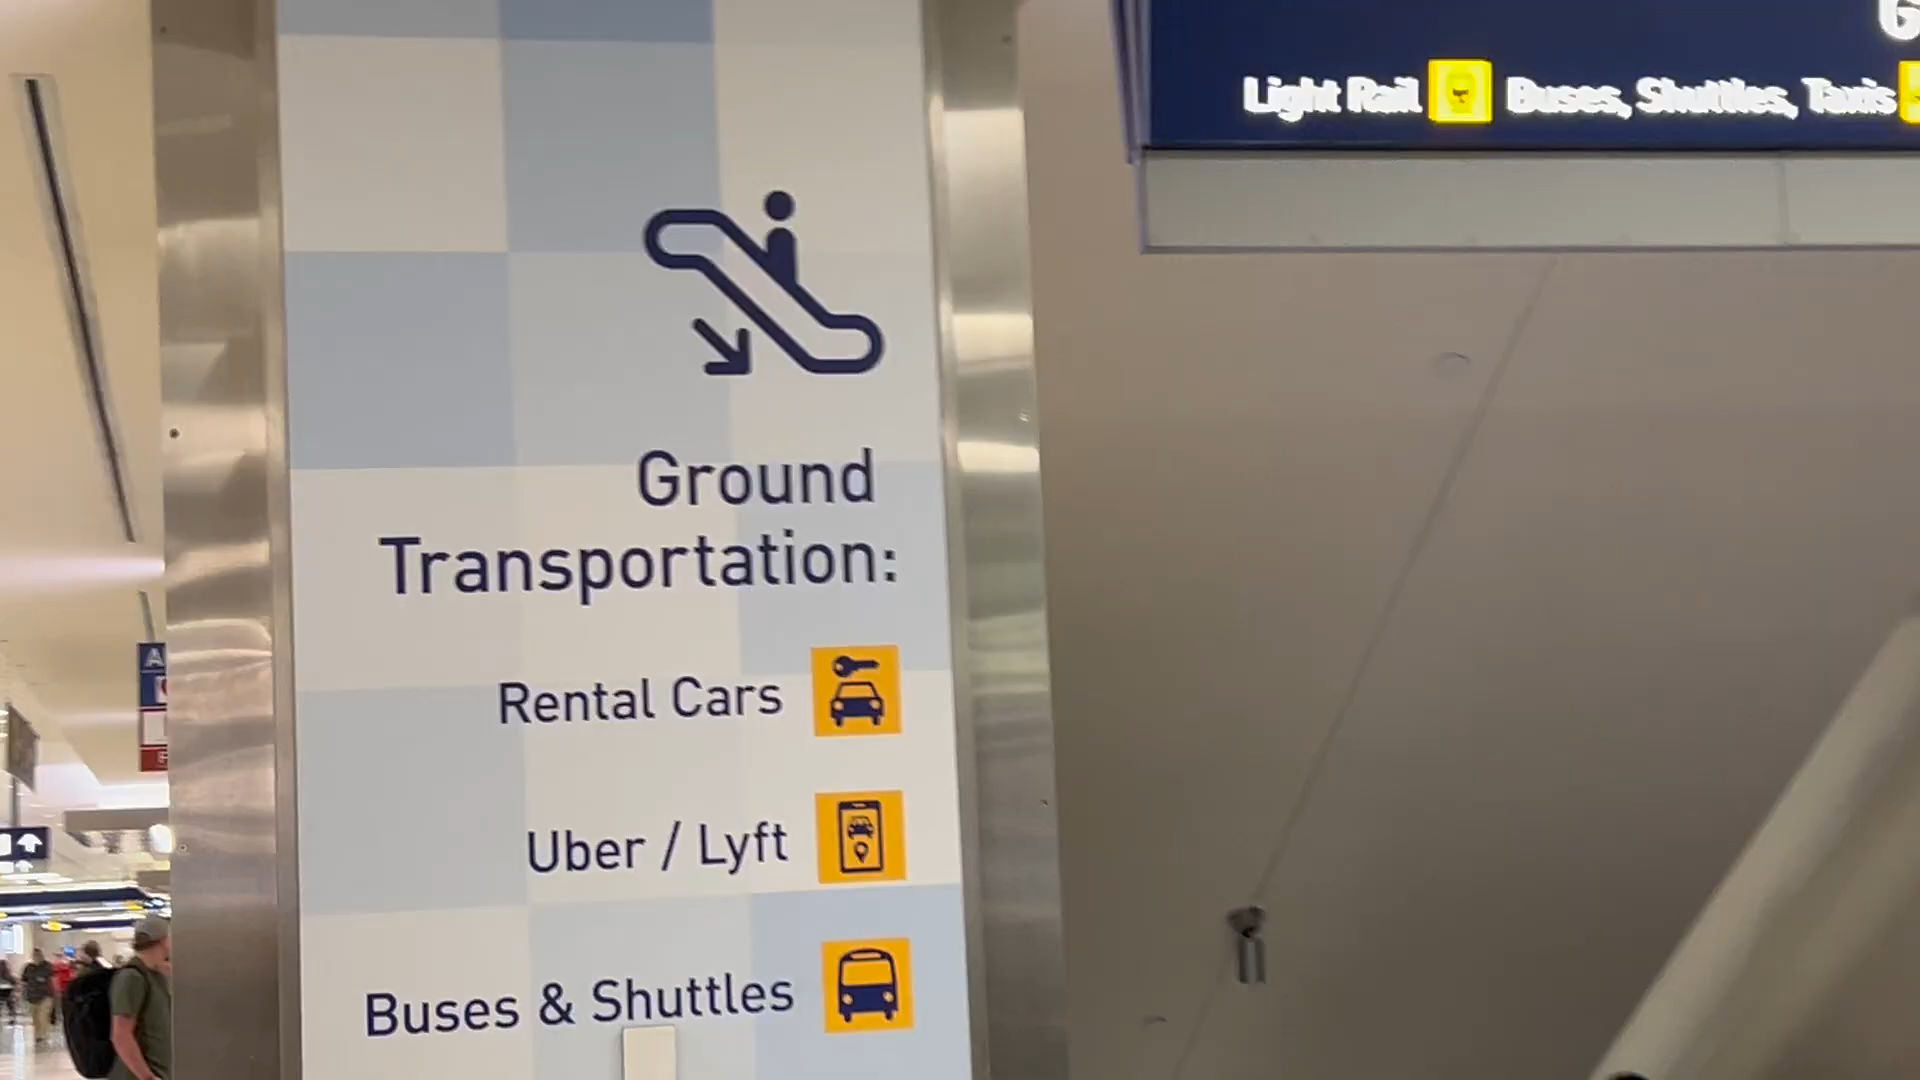 Light Rail Buses, Shuttles, Taxis
Ground
Transportation:
Rental Cars
Uber / Lyft
Buses & Shuttles
A